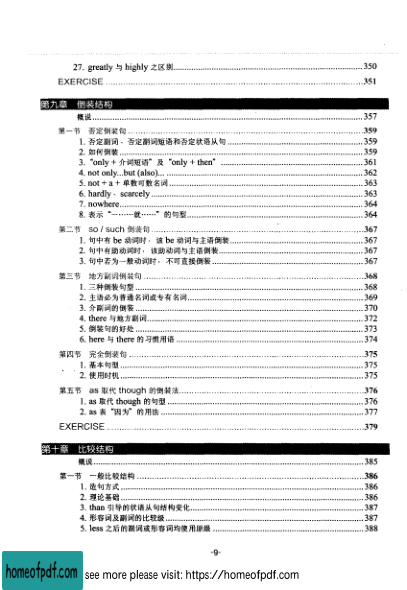 27. greatly 与 highly 之区别 350
EXERCISE 351
第九章 倒装结构
概说 357
第一节 否定倒装句 359
1. 否定副词、否定副词短语和否定状语从句 359
2. 如何倒装 359
3. “only + 介词短语” 及 “only + then” 361
4. not only...but (also)... 362
5. not + a + 单数可数名词 363
6. hardly、scarcely 363
7. nowhere 364
8. 表示 “一……就……” 的句型 364
第二节 so / such 倒装句 367
1. 句中有 be 动词时，该 be 动词与主语倒装 367
2. 句中有助动词时，该助动词与主语倒装 367
3. 句中若为一般动词时，不可直接倒装 367
第三节 地方副词倒装句 368
1. 三种倒装句型 368
2. 主语必为普通名词或专有名词 369
3. 介副词的倒装 370
4. there 与地方副词 372
5. 倒装句的好处 373
6. here 与 there 的习惯用语 374
第四节 完全倒装句 375
1. 基本句型 375
2. 使用时机 375
第五节 as 取代 though 的倒装法 376
1. as 取代 though 的句型 376
2. as 表 “因为” 的用法 377
EXERCISE 379
第十章 比较结构
概说 385
第一节 一般比较结构 386
1. 造句方式 386
2. 理论基础 386
3. than 引导的状语从句结构变化 387
4. 形容词及副词的比较级 387
5. less 之后的副词或形容词均使用原级 388
-9-
homeofpdf.com see more please visit: https://homeofpdf.com